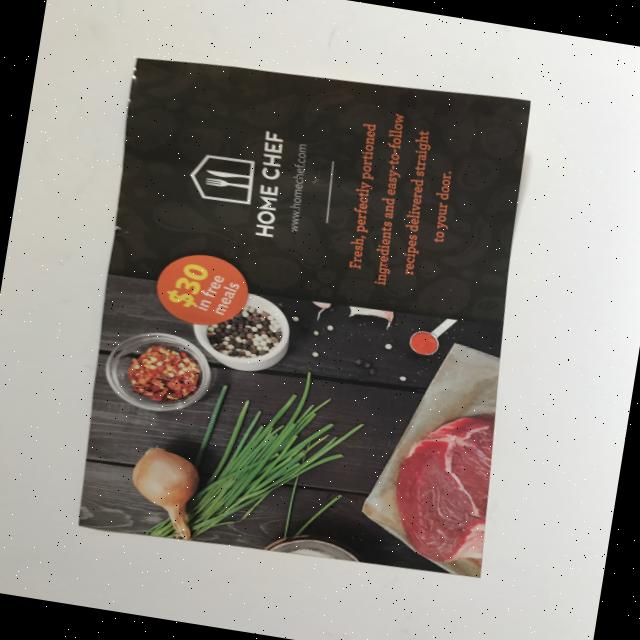 HOME CHEF
www.homechef.com
Fresh, perfectly portioned
ingredients and easy-to-follow
recipes delivered straight
to your door.
$30
in free
meals